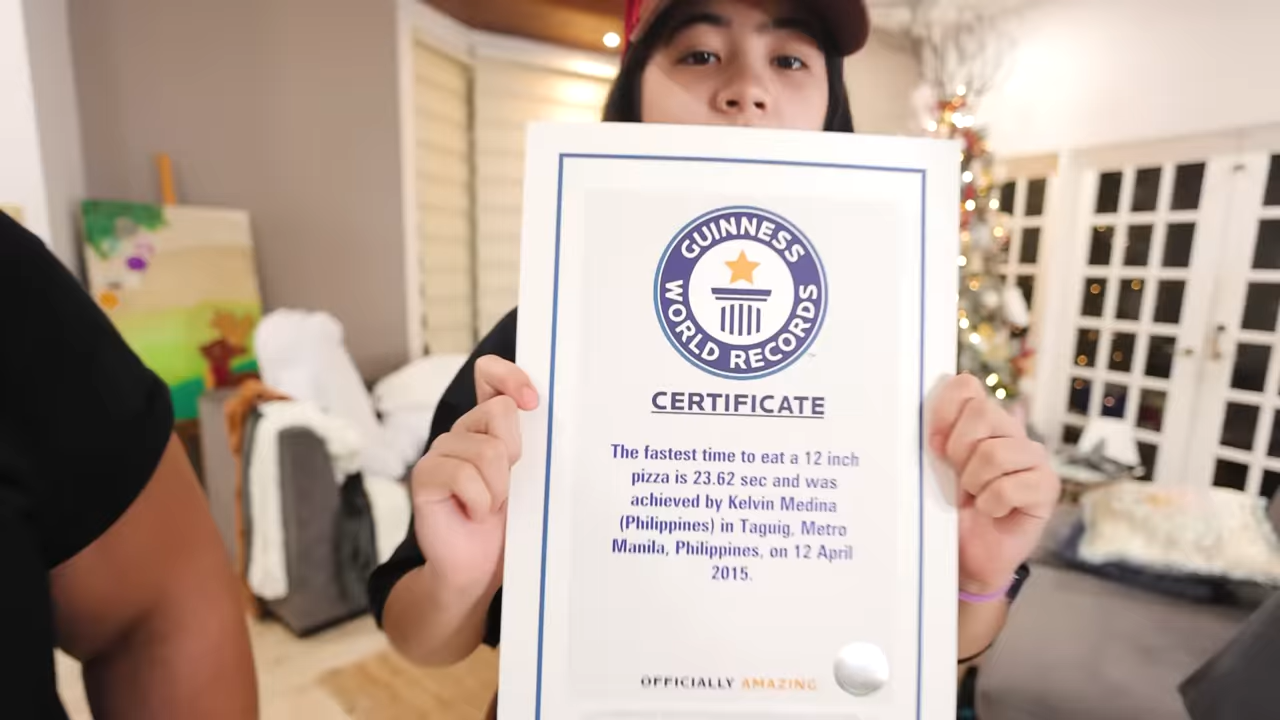 GUINNESS
WORLD RECORDS
™
CERTIFICATE
The fastest time to eat a 12 inch
pizza is 23.62 sec and was
achieved by Kelvin Medina
(Philippines) in Taguig, Metro
Manila, Philippines, on 12 April
2015.
OFFICIALLY AMAZING